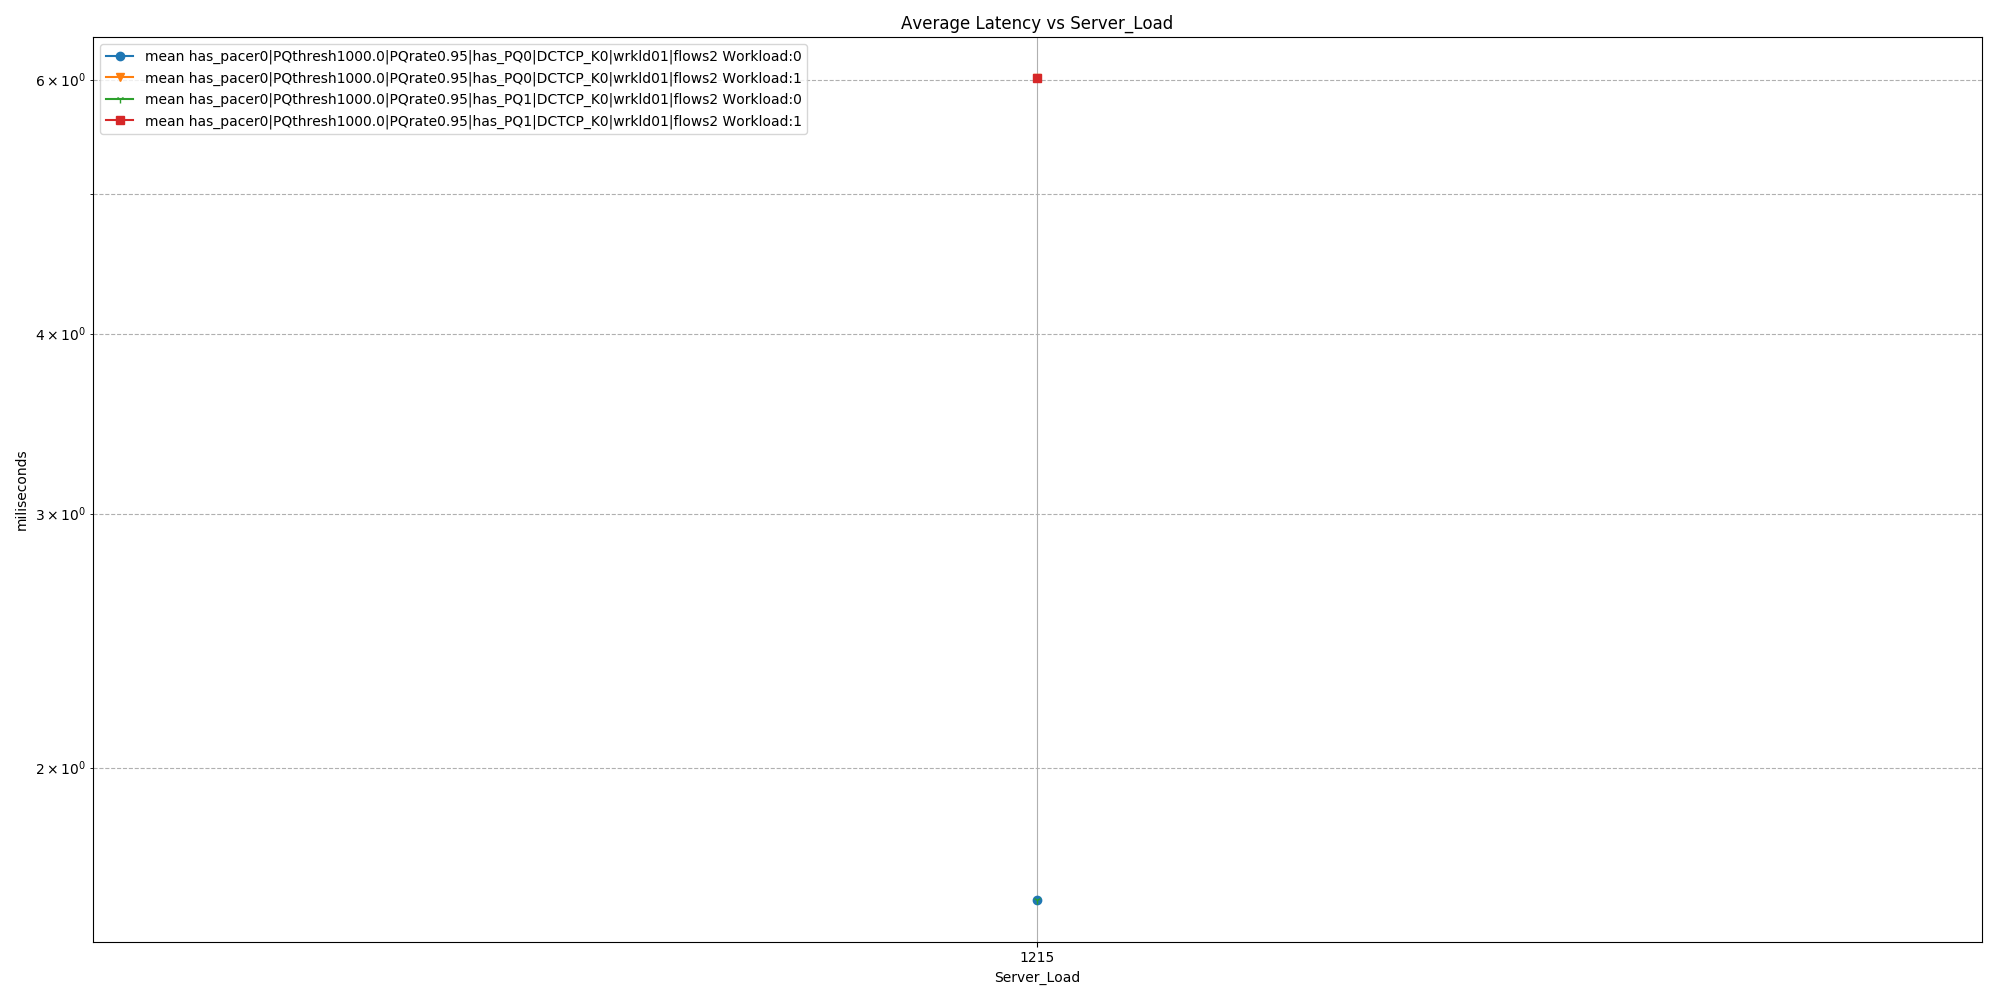 Average Latency vs Server_Load
mean has_pacer0|PQthresh1000.0|PQrate0.95|has_PQ0|DCTCP_K0|wrkld01|flows2 Workload:0
mean has_pacer0|PQthresh1000.0|PQrate0.95|has_PQ0|DCTCP_K0|wrkld01|flows2 Workload:1
mean has_pacer0|PQthresh1000.0|PQrate0.95|has_PQ1|DCTCP_K0|wrkld01|flows2 Workload:0
mean has_pacer0|PQthresh1000.0|PQrate0.95|has_PQ1|DCTCP_K0|wrkld01|flows2 Workload:1
6 × 10⁰
4 × 10⁰
3 × 10⁰
2 × 10⁰
miliseconds
1215
Server_Load